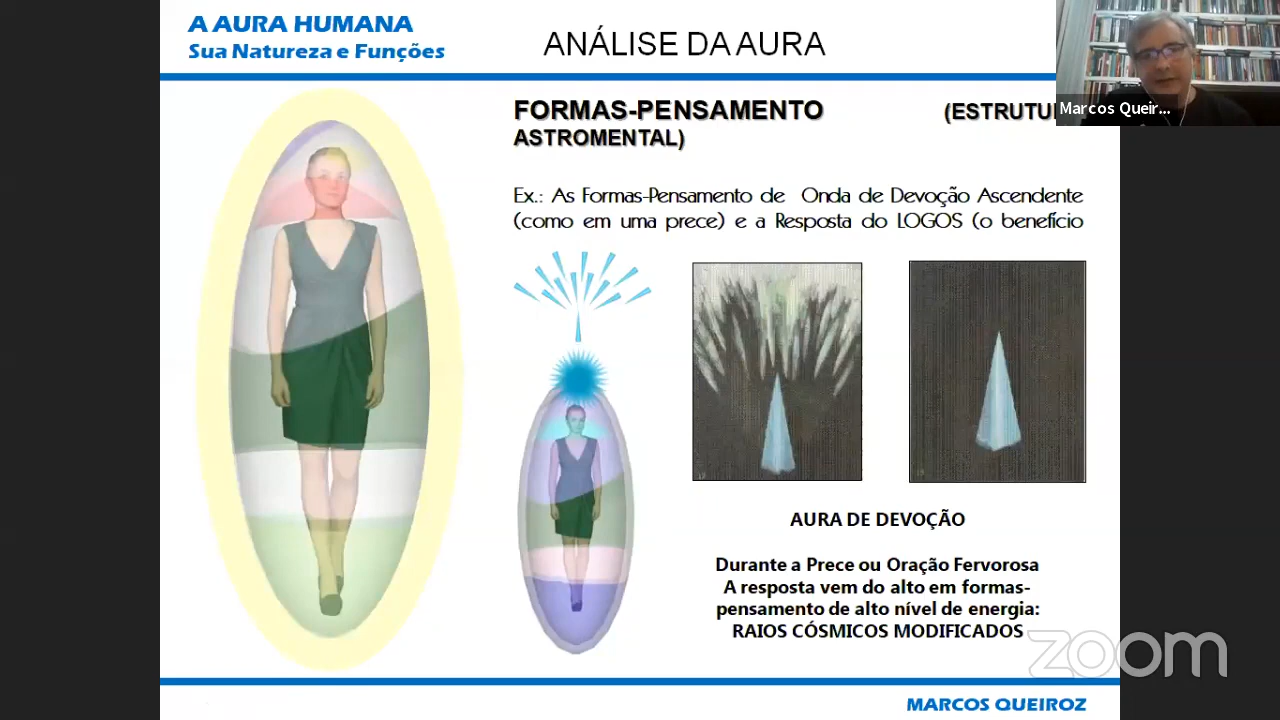 A AURA HUMANA
Sua Natureza e Funções
ANÁLISE DA AURA
Marcos Queir...
FORMAS-PENSAMENTO
ASTROMENTAL)
Ex.: As Formas-Pensamento de Onda de Devoção Ascendente
(como em uma prece) e a Resposta do LOGOS (o benefício
AURA DE DEVOÇÃO
Durante a Prece ou Oração Fervorosa
A resposta vem do alto em formas-
pensamento de alto nível de energia:
RAIOS CÓSMICOS MODIFICADOS
zoom
MARCOS QUEIROZ